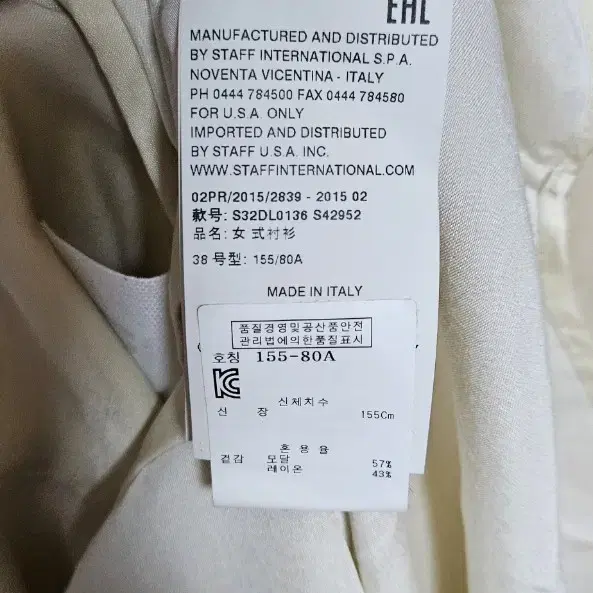 EAC
MANUFACTURED AND DISTRIBUTED
BY STAFF INTERNATIONAL S.P.A.
NOVENTA VICENTINA - ITALY
PH 0444 784500 FAX 0444 784580
FOR U.S.A. ONLY
IMPORTED AND DISTRIBUTED
BY STAFF U.S.A. INC.
WWW.STAFFINTERNATIONAL.COM
02PR/2015/2839 - 2015 02
款号: S32DL0136 S42952
品名: 女 式衬衫
38 号型: 155/80A
MADE IN ITALY
품질경영및공산품안전
관리법에의한품질표시
호칭 155-80A
신체치수
신 장 155Cm
혼 용 율
겉감 모달 57%
레이온 43%